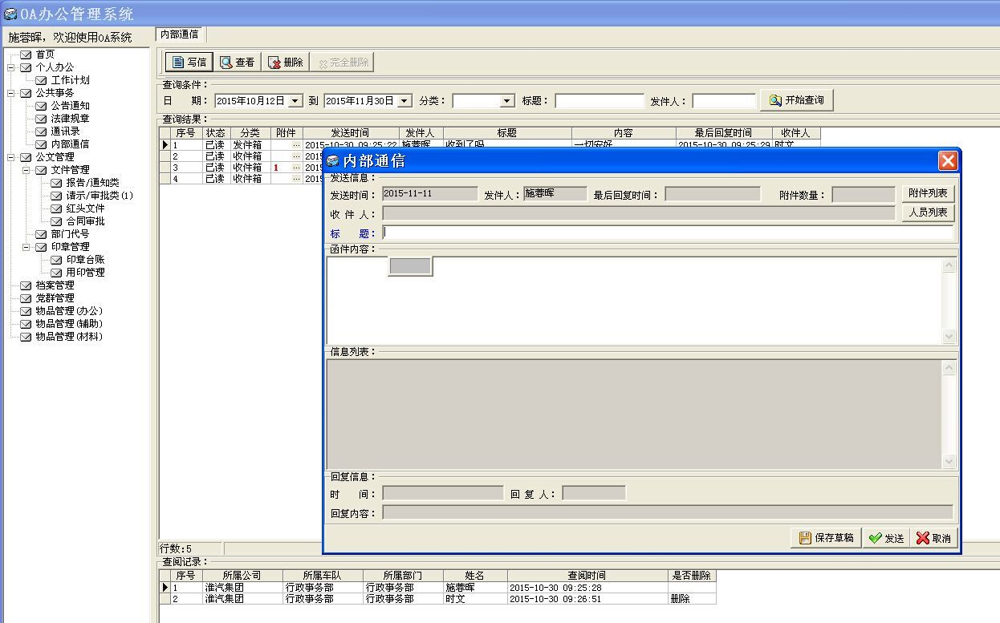 OA办公管理系统
施蓉晖，欢迎使用OA系统
首页
个人办公
工作计划
公共事务
公告通知
法律规章
通讯录
内部通信
公文管理
文件管理
报告/通知类
请示/审批类(1)
红头文件
合同审批
部门代号
印章管理
印章台账
用印管理
档案管理
党群管理
物品管理(办公)
物品管理(辅助)
物品管理(材料)
内部通信
写信 查看 删除 完全删除
查询条件：
日 期： 2015年10月12日 到 2015年11月30日 分类： 标题： 发件人： 开始查询
查询结果：
序号 状态 分类 附件 发送时间 发件人 标题 内容 最后回复时间 收件人
1 已读 发件箱 ... 2015-10-30 09:25:22 施蓉晖 收到了吗 一切安好 2015-10-30 09:25:29 时文
2 已读 收件箱 ... 2015
3 已读 收件箱 1 ... 2015
4 已读 收件箱 ... 2015
内部通信
发送信息：
发送时间： 2015-11-11 发件人： 施蓉晖 最后回复时间： 附件数量： 附件列表
收 件 人： 人员列表
标 题：
函件内容：
信息列表：
回复信息：
时 间： 回 复 人：
回复内容：
保存草稿 发送 取消
行数:5
查阅记录：
序号 所属公司 所属车队 所属部门 姓名 查阅时间 是否删除
1 淮汽集团 行政事务部 行政事务部 施蓉晖 2015-10-30 09:25:28
2 淮汽集团 行政事务部 行政事务部 时文 2015-10-30 09:26:51 删除